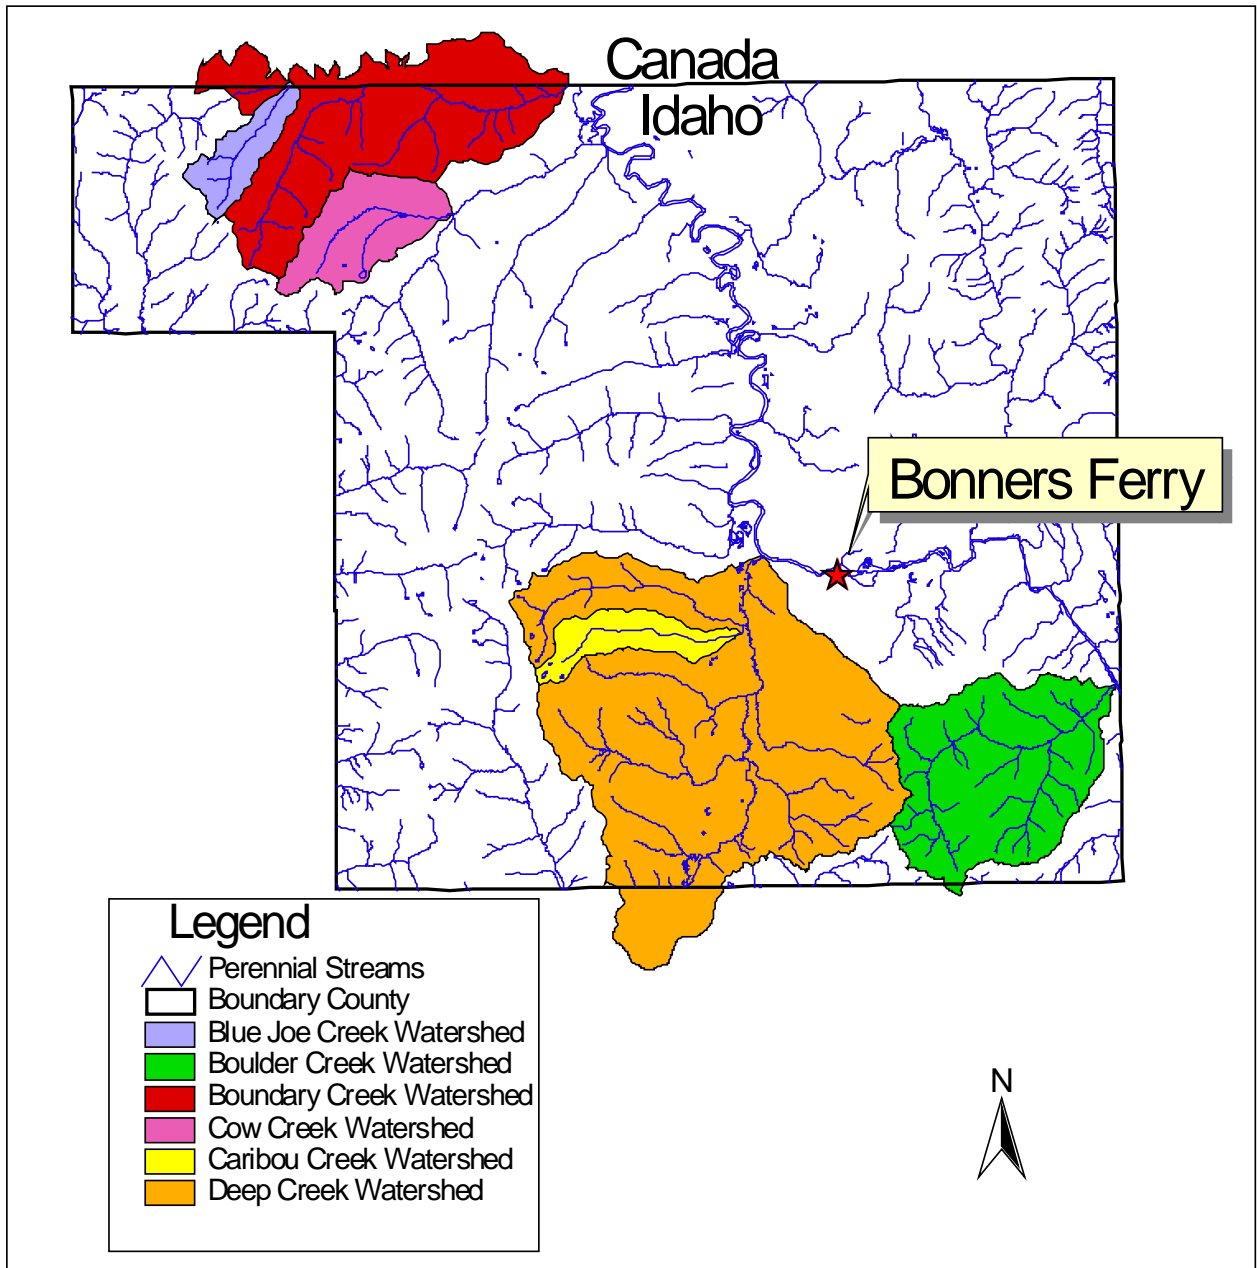 Canada
Idaho
Bonners Ferry
Legend
Perennial Streams
Boundary County
Blue Joe Creek Watershed
Boulder Creek Watershed
Boundary Creek Watershed
Cow Creek Watershed
Caribou Creek Watershed
Deep Creek Watershed
N